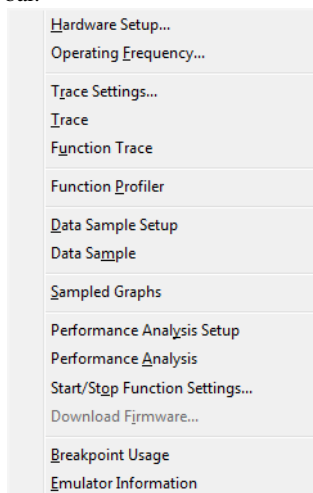 bar.
Hardware Setup...
Operating Frequency...
Trace Settings...
Trace
Function Trace
Function Profiler
Data Sample Setup
Data Sample
Sampled Graphs
Performance Analysis Setup
Performance Analysis
Start/Stop Function Settings...
Download Firmware...
Breakpoint Usage
Emulator Information